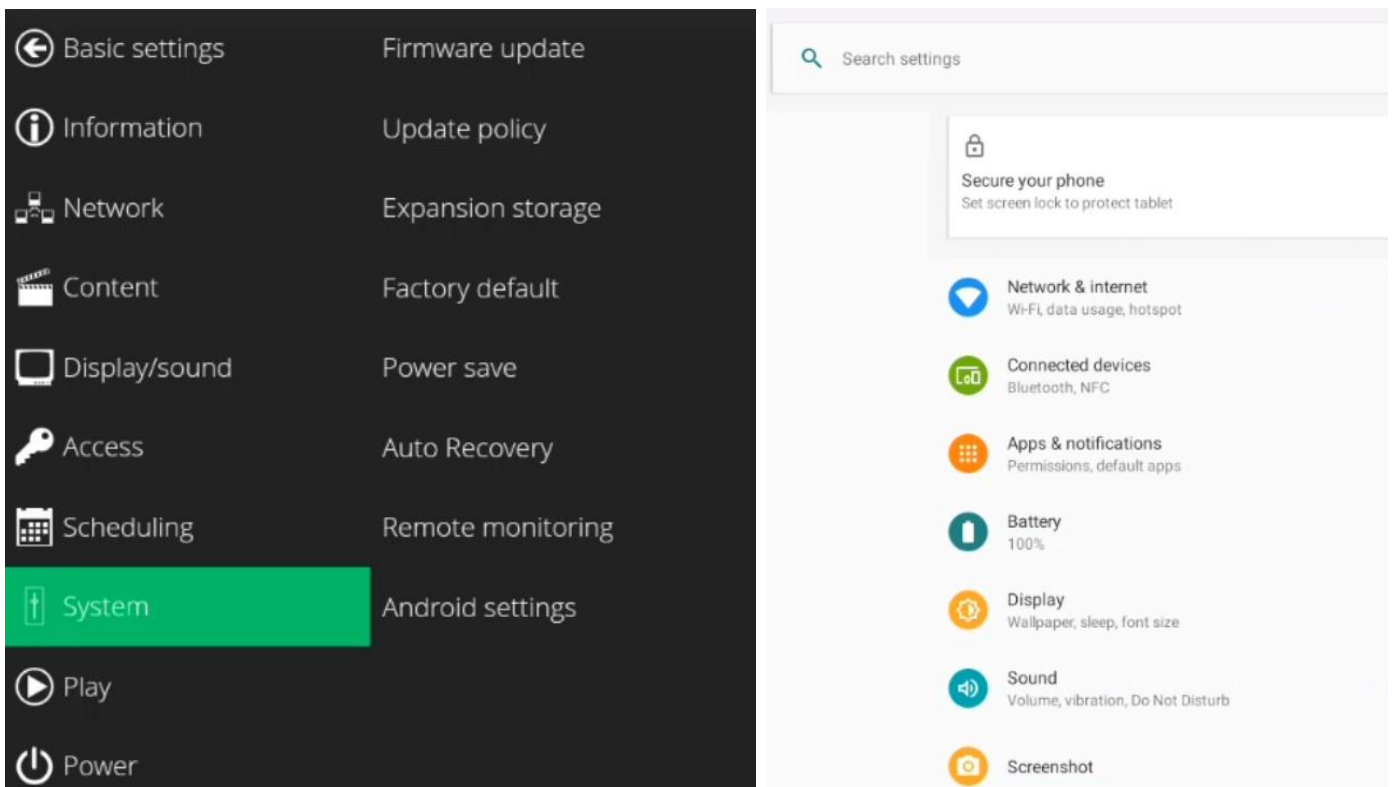 Basic settings
Information
Network
Content
Display/sound
Access
Scheduling
System
Play
Power
Firmware update
Update policy
Expansion storage
Factory default
Power save
Auto Recovery
Remote monitoring
Android settings
Search settings
Secure your phone
Set screen lock to protect tablet
Network & internet
Wi-Fi, data usage, hotspot
Connected devices
Bluetooth, NFC
Apps & notifications
Permissions, default apps
Battery
100%
Display
Wallpaper, sleep, font size
Sound
Volume, vibration, Do Not Disturb
Screenshot